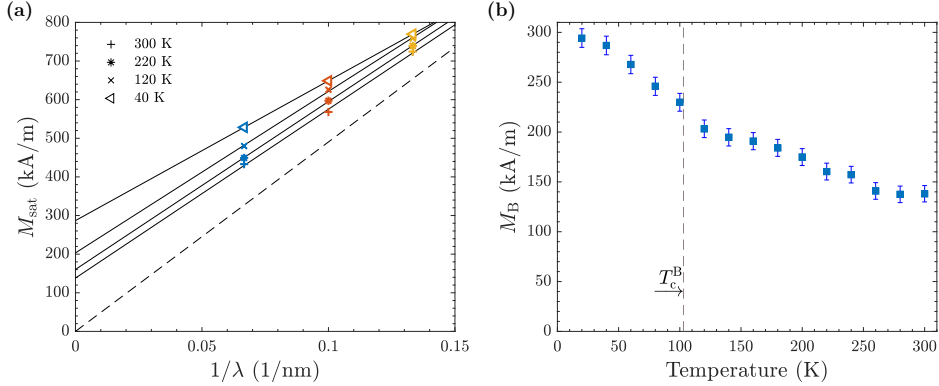 (a)
800
700
600
500
400
300
200
100
0
M_sat (kA/m)
300 K
220 K
120 K
40 K
0
0.05
0.1
0.15
1/λ (1/nm)
(b)
300
250
200
150
100
50
0
M_B (kA/m)
T_c^B
0
50
100
150
200
250
300
Temperature (K)